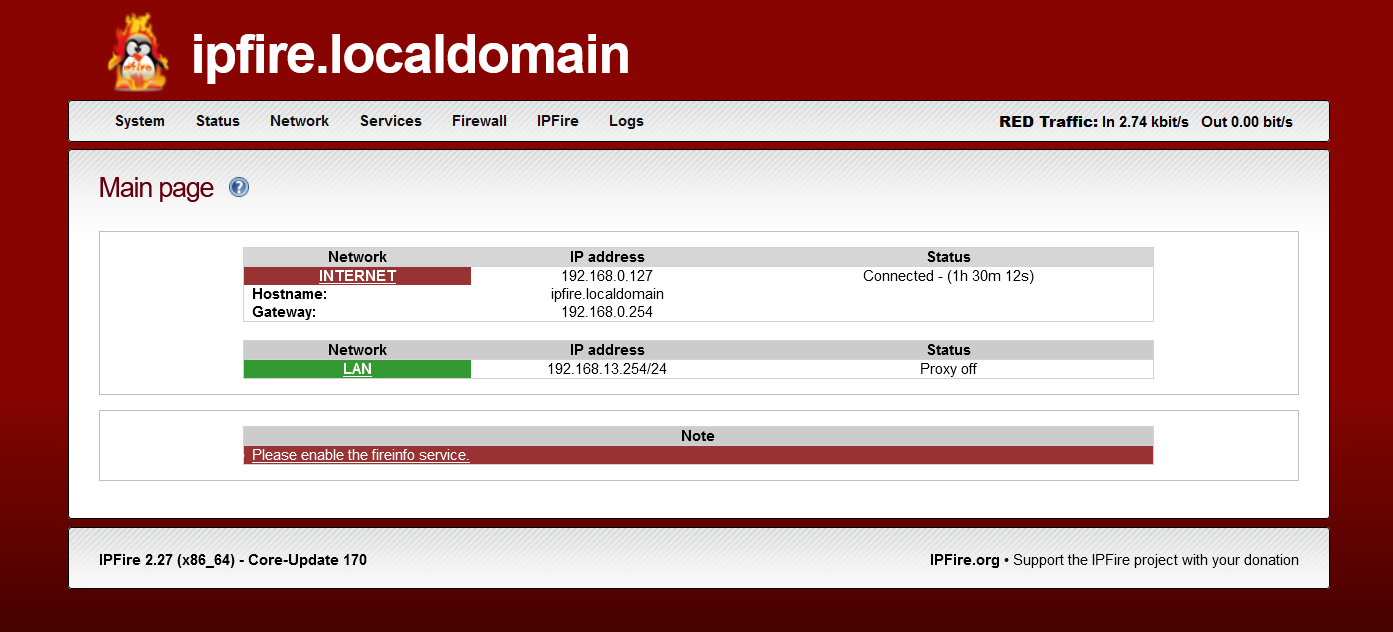 ipfire.localdomain
System Status Network Services Firewall IPFire Logs RED Traffic: In 2.74 kbit/s Out 0.00 bit/s
Main page
Network IP address Status
INTERNET 192.168.0.127 Connected - (1h 30m 12s)
Hostname: ipfire.localdomain
Gateway: 192.168.0.254
Network IP address Status
LAN 192.168.13.254/24 Proxy off
Note
Please enable the fireinfo service.
IPFire 2.27 (x86_64) - Core-Update 170 IPFire.org • Support the IPFire project with your donation